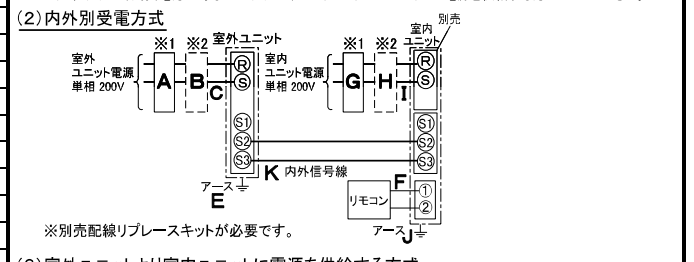 (2)内外別受電方式
※1 ※2 室外ユニット
室外
ユニット電源
単相 200V
A B C
R
S
S1
S2
S3
アース
E
K 内外信号線
※1 ※2
室内
ユニット
別売
室内
ユニット電源
単相 200V
G H I
R
S
S1
S2
S3
F
リモコン
①
②
アース J
※別売配線リプレースキットが必要です。